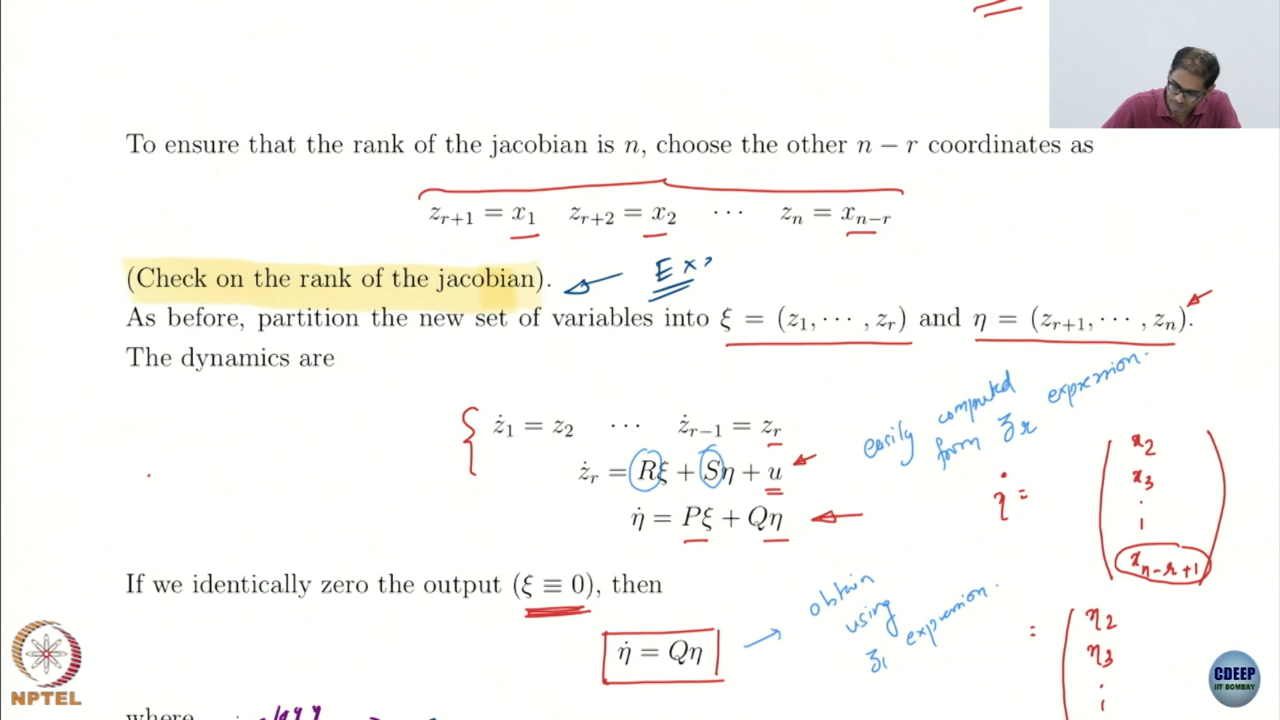 To ensure that the rank of the jacobian is n, choose the other n − r coordinates as
z_{r+1} = x_1   z_{r+2} = x_2   ···   z_n = x_{n−r}
(Check on the rank of the jacobian).
Ex:
As before, partition the new set of variables into ξ = (z_1, ··· , z_r) and η = (z_{r+1}, ··· , z_n).
The dynamics are
ż_1 = z_2   ···   ż_{r−1} = z_r
ż_r = Rξ + Sη + u
η̇ = Pξ + Qη
easily computed
from z_r expression.
η̇ =
x_2
x_3
⋮
x_{n-r+1}
If we identically zero the output (ξ ≡ 0), then
η̇ = Qη
obtain
using
z_1 expression.
=
η_2
η_3
⋮
where
NPTEL
CDEEP
IIT BOMBAY